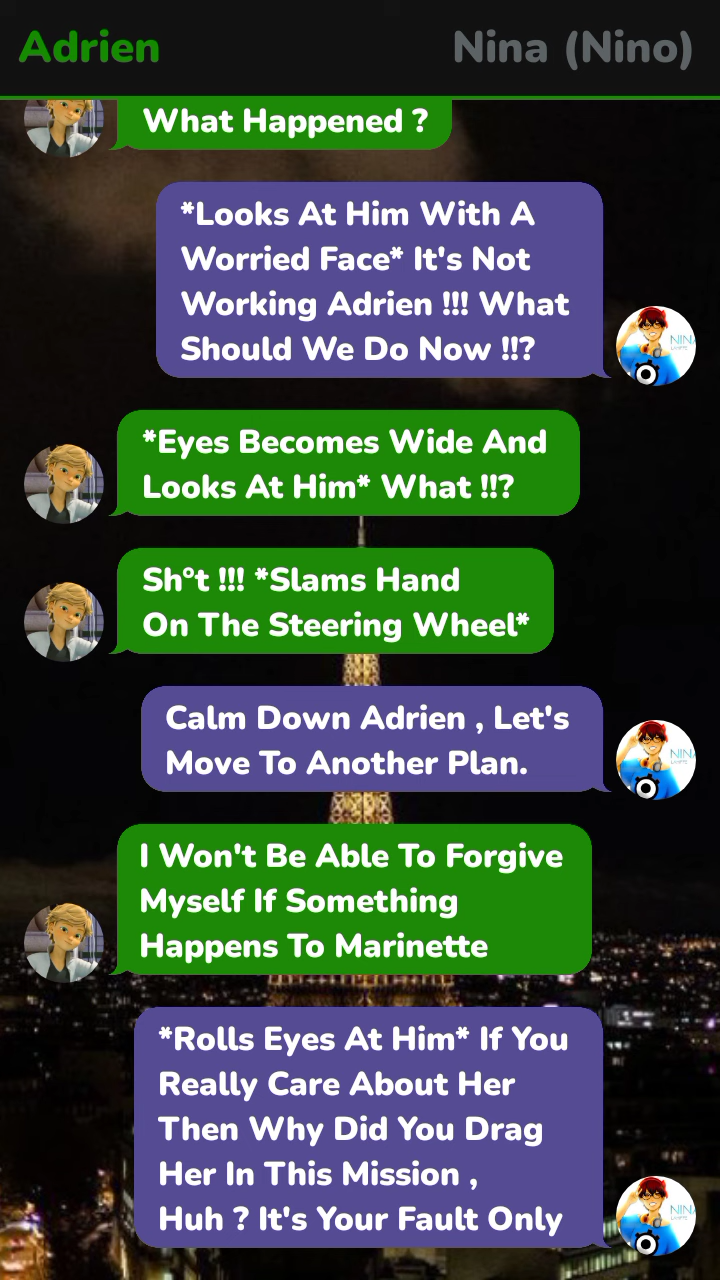 Adrien
Nina (Nino)
What Happened ?
*Looks At Him With A
Worried Face* It's Not
Working Adrien !!! What
Should We Do Now !!?
NINA
*Eyes Becomes Wide And
Looks At Him* What !!?
Sh°t !!! *Slams Hand
On The Steering Wheel*
Calm Down Adrien , Let's
Move To Another Plan.
NINA
I Won't Be Able To Forgive
Myself If Something
Happens To Marinette
*Rolls Eyes At Him* If You
Really Care About Her
Then Why Did You Drag
Her In This Mission ,
Huh ? It's Your Fault Only
NINA